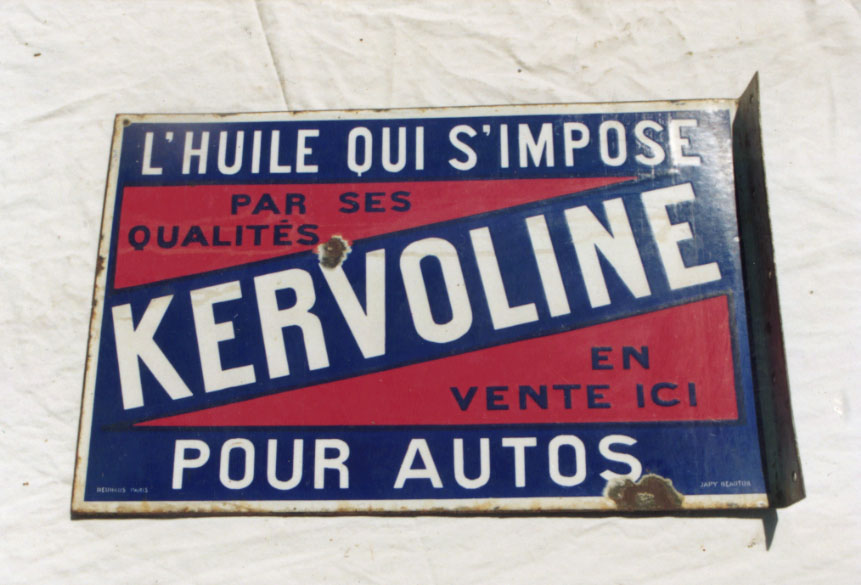 L'HUILE QUI S'IMPOSE
PAR SES
QUALITÉS
KERVOLINE
EN
VENTE ICI
POUR AUTOS